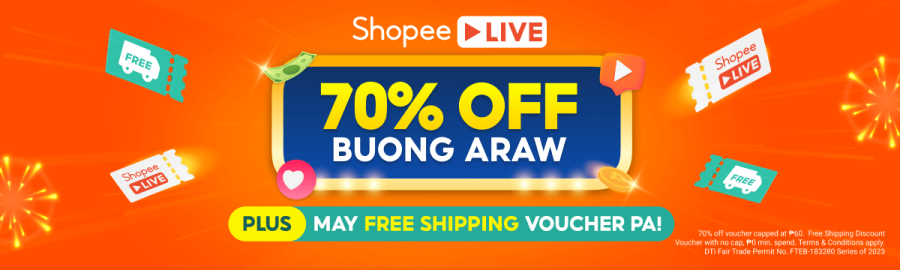 Shopee LIVE
FREE
Shopee
LIVE
70% OFF
BUONG ARAW
Shopee
LIVE
FREE
PLUS MAY FREE SHIPPING VOUCHER PA!
70% off voucher capped at ₱60. Free Shipping Discount
Voucher with no cap, ₱0 min. spend. Terms & Conditions apply.
DTI Fair Trade Permit No. FTEB-183280 Series of 2023